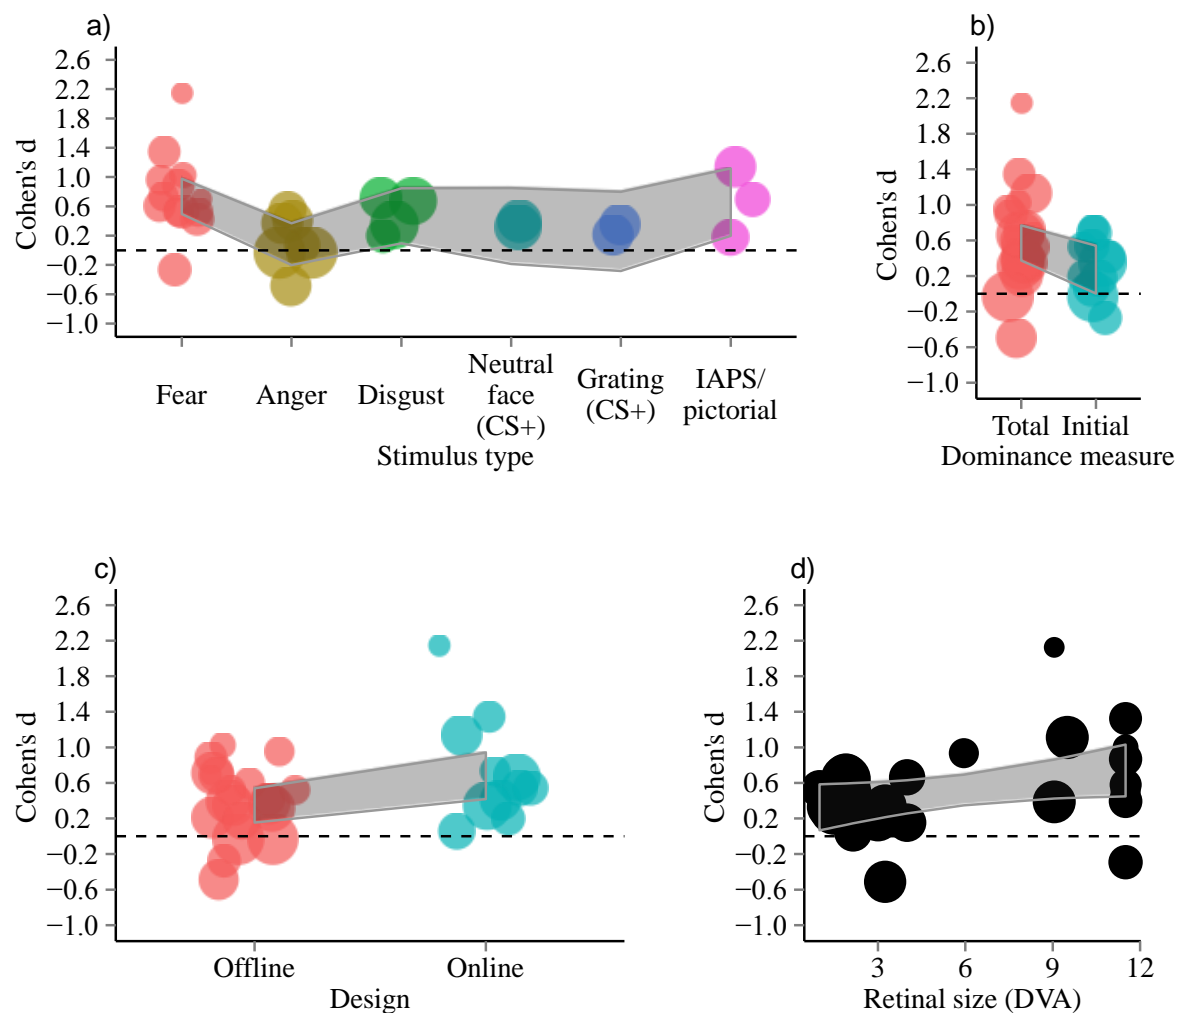 a)
2.6
2.2
1.8
1.4
1.0
0.6
0.2
−0.2
−0.6
−1.0
Cohen's d
Fear
Anger
Disgust
Neutral
face
(CS+)
Grating
(CS+)
IAPS/
pictorial
Stimulus type
b)
2.6
2.2
1.8
1.4
1.0
0.6
0.2
−0.2
−0.6
−1.0
Cohen's d
Total Initial
Dominance measure
c)
2.6
2.2
1.8
1.4
1.0
0.6
0.2
−0.2
−0.6
−1.0
Cohen's d
Offline
Online
Design
d)
2.6
2.2
1.8
1.4
1.0
0.6
0.2
−0.2
−0.6
−1.0
Cohen's d
3 6 9 12
Retinal size (DVA)